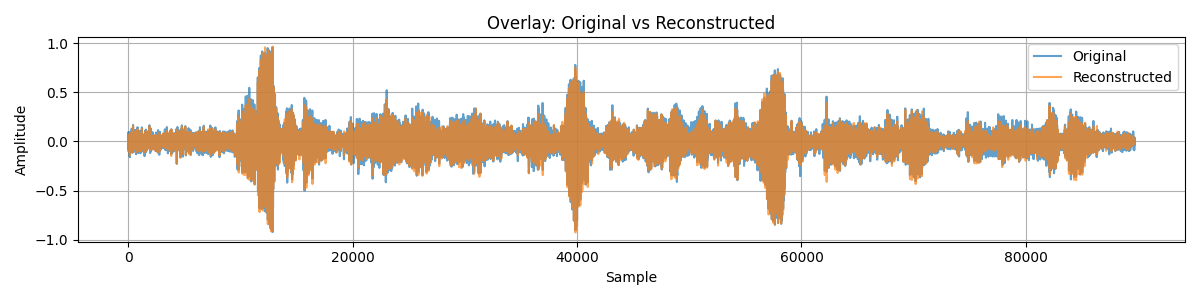 Overlay: Original vs Reconstructed
1.0
0.5
0.0
−0.5
−1.0
Amplitude
Original
Reconstructed
0
20000
40000
60000
80000
Sample